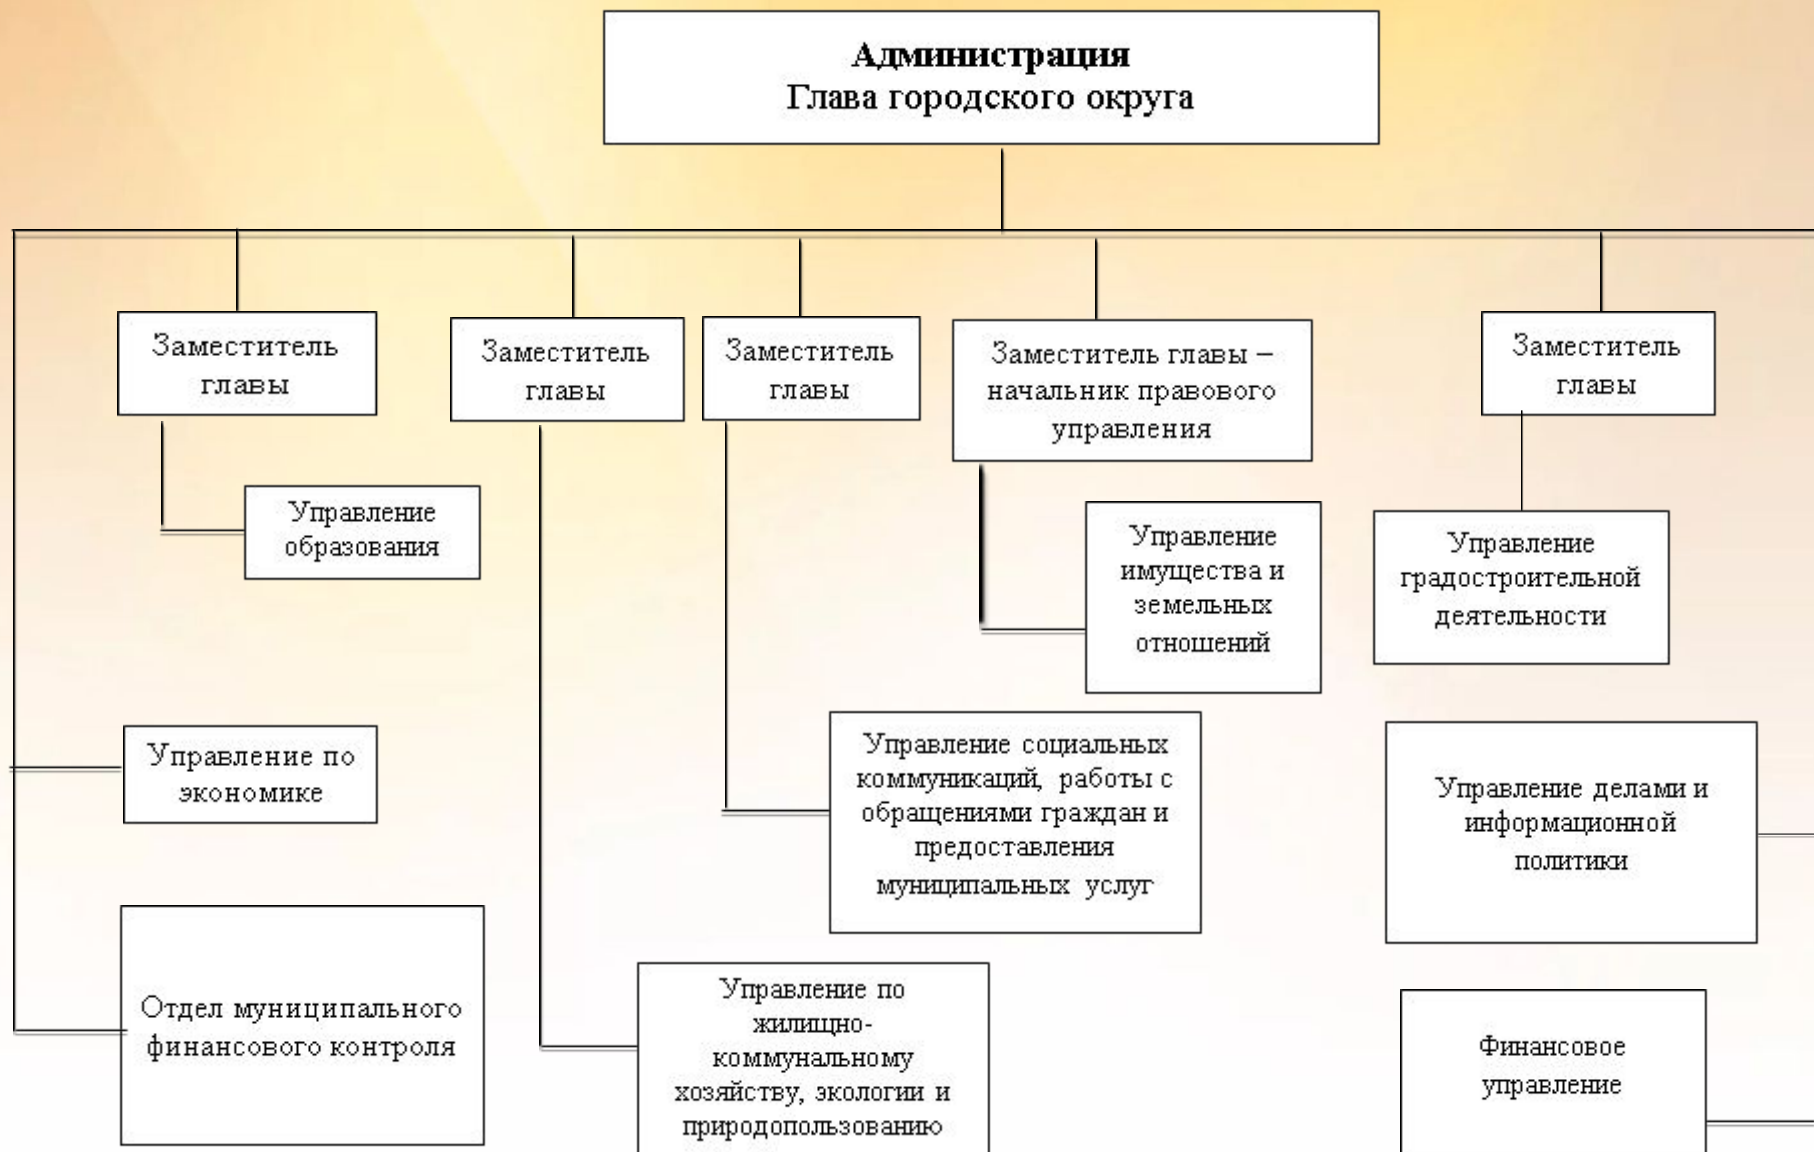 Администрация
Глава городского округа
Заместитель
главы
Заместитель
главы
Заместитель
главы
Заместитель главы –
начальник правового
управления
Заместитель
главы
Управление
образования
Управление
имущества и
земельных
отношений
Управление
градостроительной
деятельности
Управление по
экономике
Управление социальных
коммуникаций, работы с
обращениями граждан и
предоставления
муниципальных услуг
Управление делами и
информационной
политики
Отдел муниципального
финансового контроля
Управление по
жилищно-
коммунальному
хозяйству, экологии и
природопользованию
Финансовое
управление